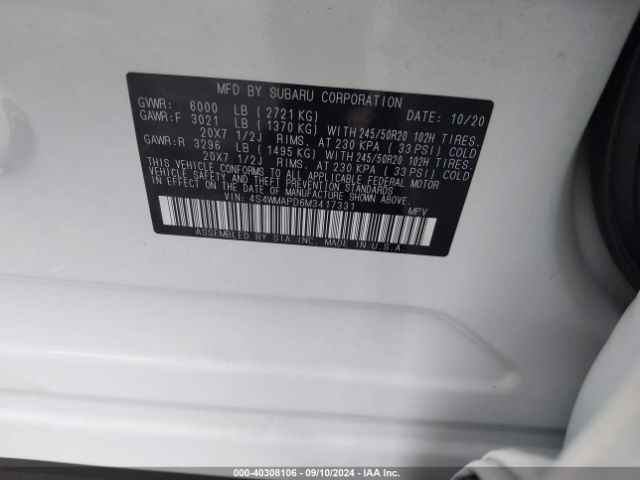 MFD BY SUBARU CORPORATION
GVWR: 6000 LB ( 2721 KG) DATE: 10/20
GAWR:F 3021 LB ( 1370 KG) WITH 245/50R20 102H TIRES,
20X7 1/2J RIMS, AT 230 KPA ( 33 PSI) COLD
GAWR:R 3296 LB ( 1495 KG) WITH 245/50R20 102H TIRES,
20X7 1/2J RIMS, AT 230 KPA ( 33 PSI) COLD
THIS VEHICLE CONFORMS TO ALL APPLICABLE FEDERAL MOTOR
VEHICLE SAFETY STANDARDS IN EFFECT ON THE DATE OF MANUFACTURE SHOWN ABOVE.
VIN: 4S4WMAPD6M3417331 MPV
ASSEMBLED BY SIA INC. MADE IN U.S.A.
000-40308106 - 09/10/2024 - IAA Inc.